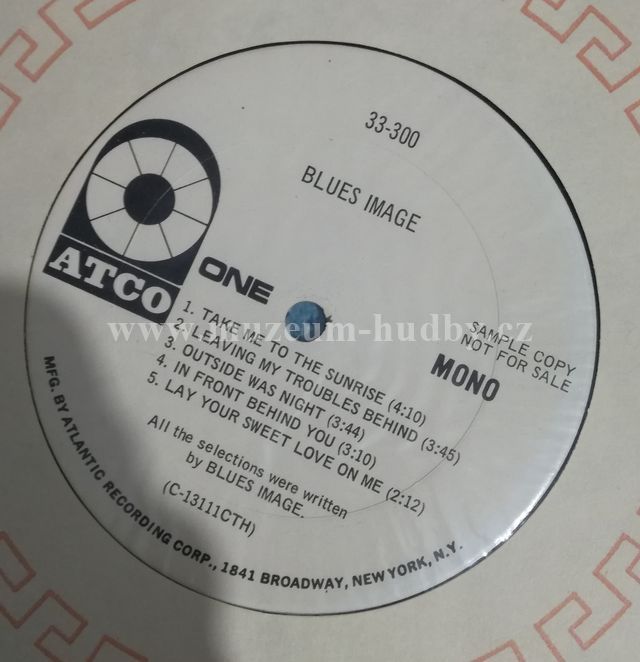 33-300
BLUES IMAGE
ATCO
ONE
1. TAKE ME TO THE SUNRISE (4:10)
2. LEAVING MY TROUBLES BEHIND (3:45)
3. OUTSIDE WAS NIGHT (3:44)
4. IN FRONT BEHIND YOU (3:10)
5. LAY YOUR SWEET LOVE ON ME (2:12)
SAMPLE COPY
NOT FOR SALE
MONO
All the selections were written
by BLUES IMAGE.
(C-13111CTH)
MFG. BY ATLANTIC RECORDING CORP., 1841 BROADWAY, NEW YORK, N.Y.
www.muzeum-hudby.cz